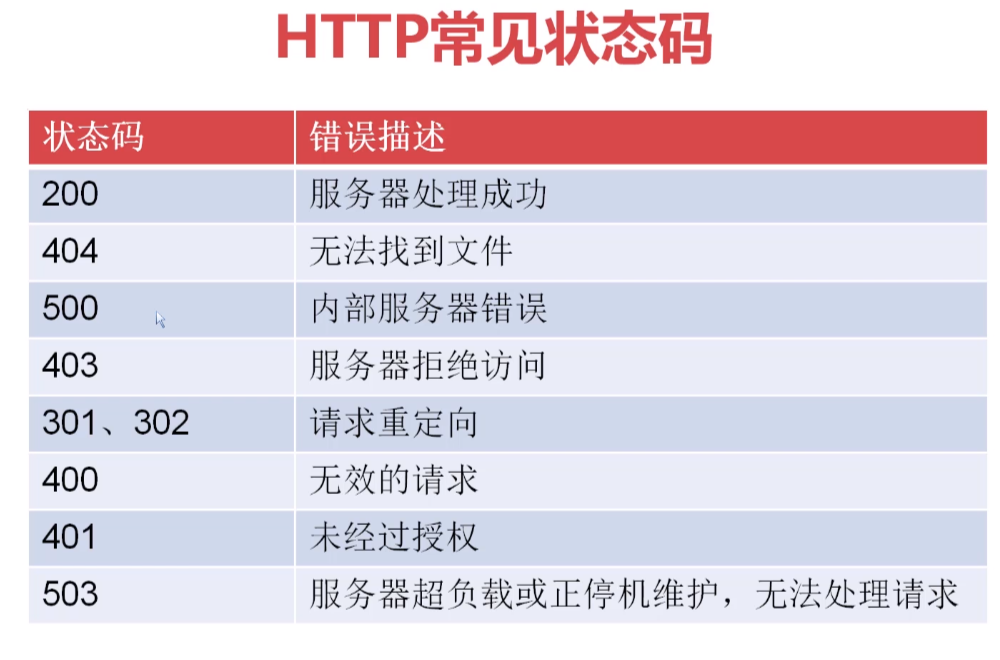 HTTP常见状态码
状态码 错误描述
200 服务器处理成功
404 无法找到文件
500 内部服务器错误
403 服务器拒绝访问
301、302 请求重定向
400 无效的请求
401 未经过授权
503 服务器超负载或正停机维护，无法处理请求